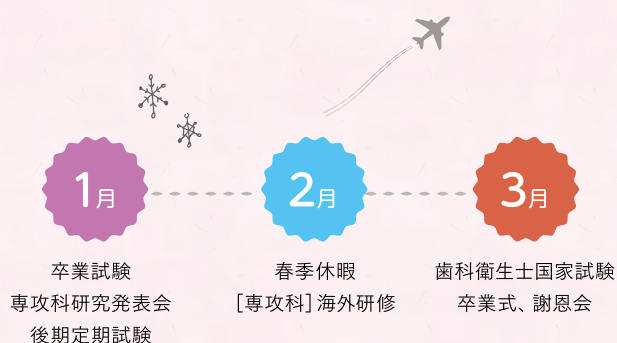 1月
卒業試験
専攻科研究発表会
後期定期試験
2月
春季休暇
[専攻科]海外研修
3月
歯科衛生士国家試験
卒業式、謝恩会